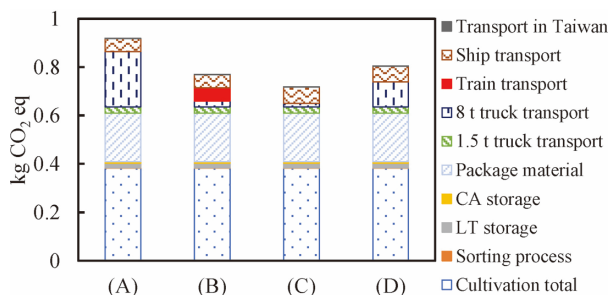 kg CO2 eq
1
0.8
0.6
0.4
0.2
0
(A) (B) (C) (D)
Transport in Taiwan
Ship transport
Train transport
8 t truck transport
1.5 t truck transport
Package material
CA storage
LT storage
Sorting process
Cultivation total